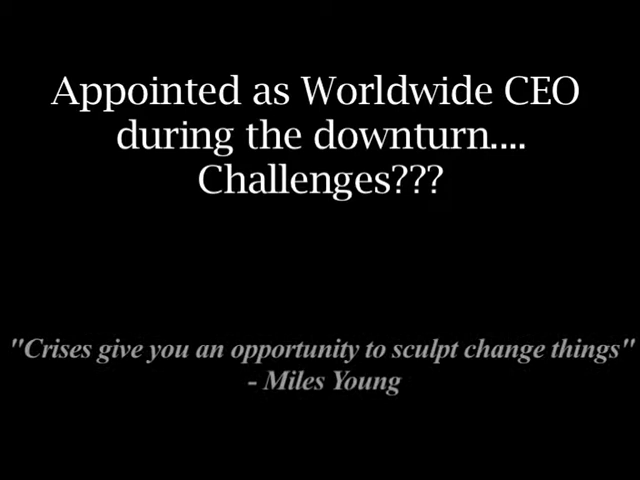 Appointed as Worldwide CEO
during the downturn....
Challenges???
"Crises give you an opportunity to sculpt change things"
- Miles Young